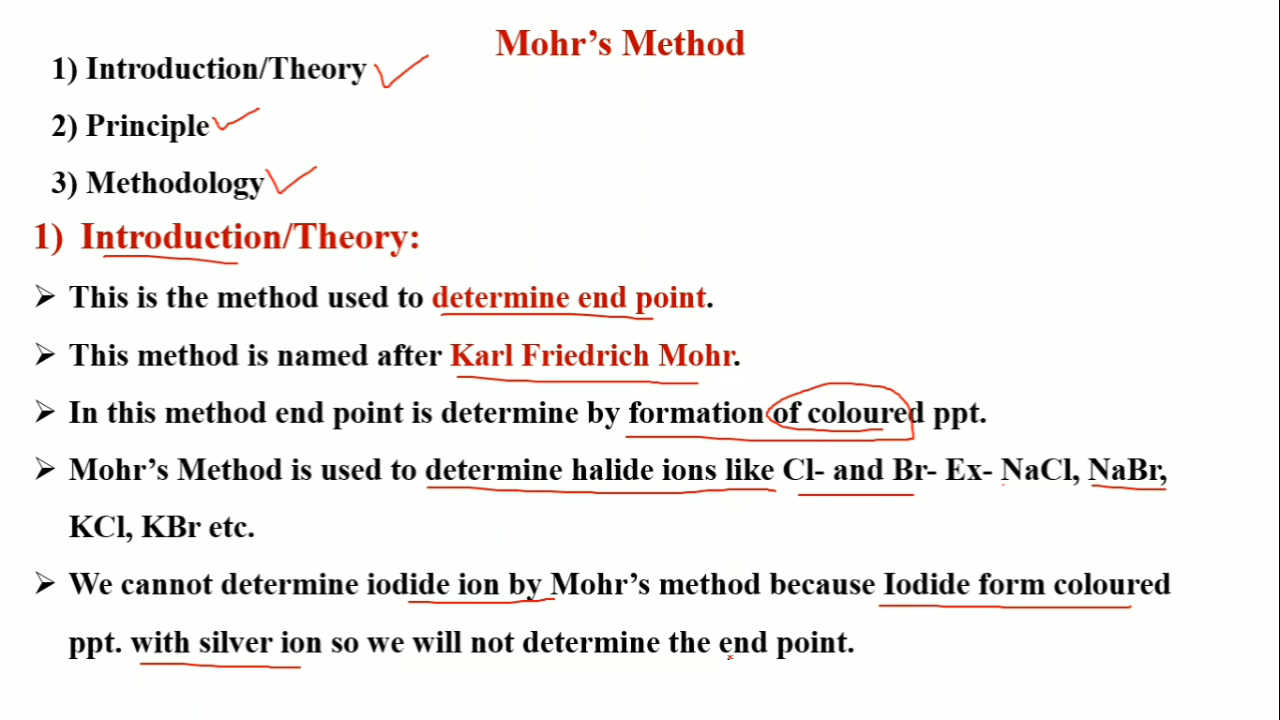 Mohr's Method
1) Introduction/Theory
2) Principle
3) Methodology
1) Introduction/Theory:
➢ This is the method used to determine end point.
➢ This method is named after Karl Friedrich Mohr.
➢ In this method end point is determine by formation of coloured ppt.
➢ Mohr's Method is used to determine halide ions like Cl- and Br- Ex- NaCl, NaBr,
KCl, KBr etc.
➢ We cannot determine iodide ion by Mohr's method because Iodide form coloured
ppt. with silver ion so we will not determine the end point.